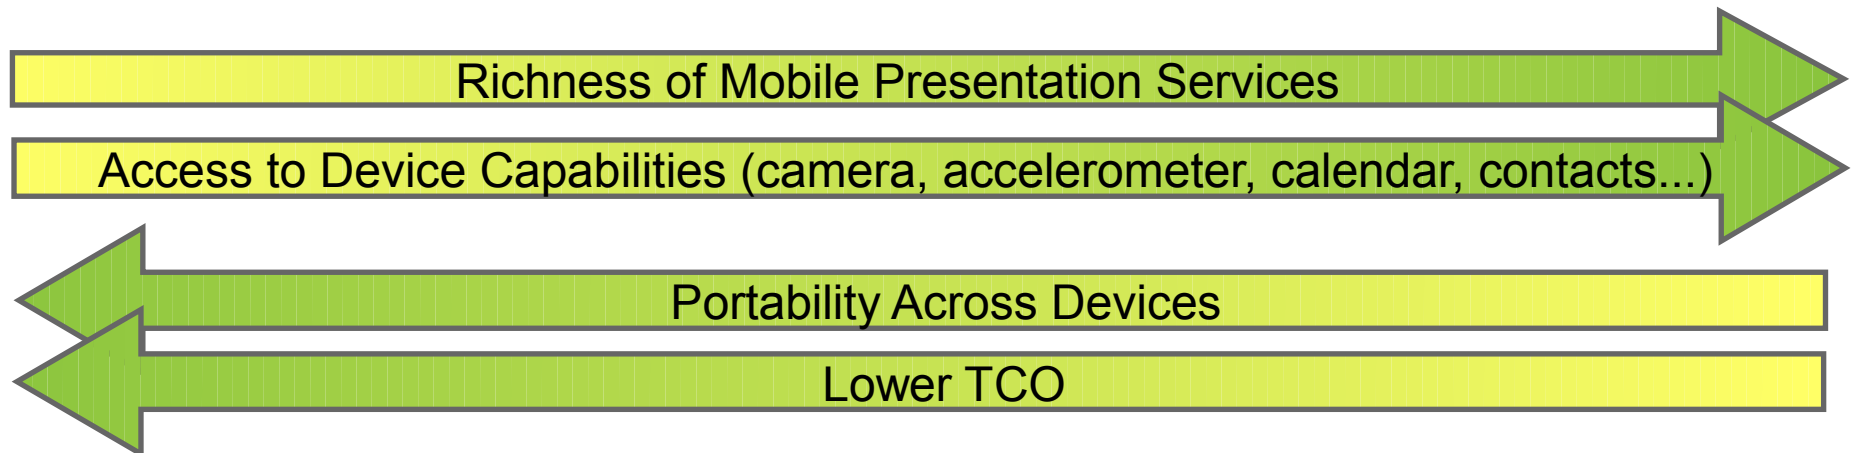 Richness of Mobile Presentation Services
Access to Device Capabilities (camera, accelerometer, calendar, contacts...)
Portability Across Devices
Lower TCO